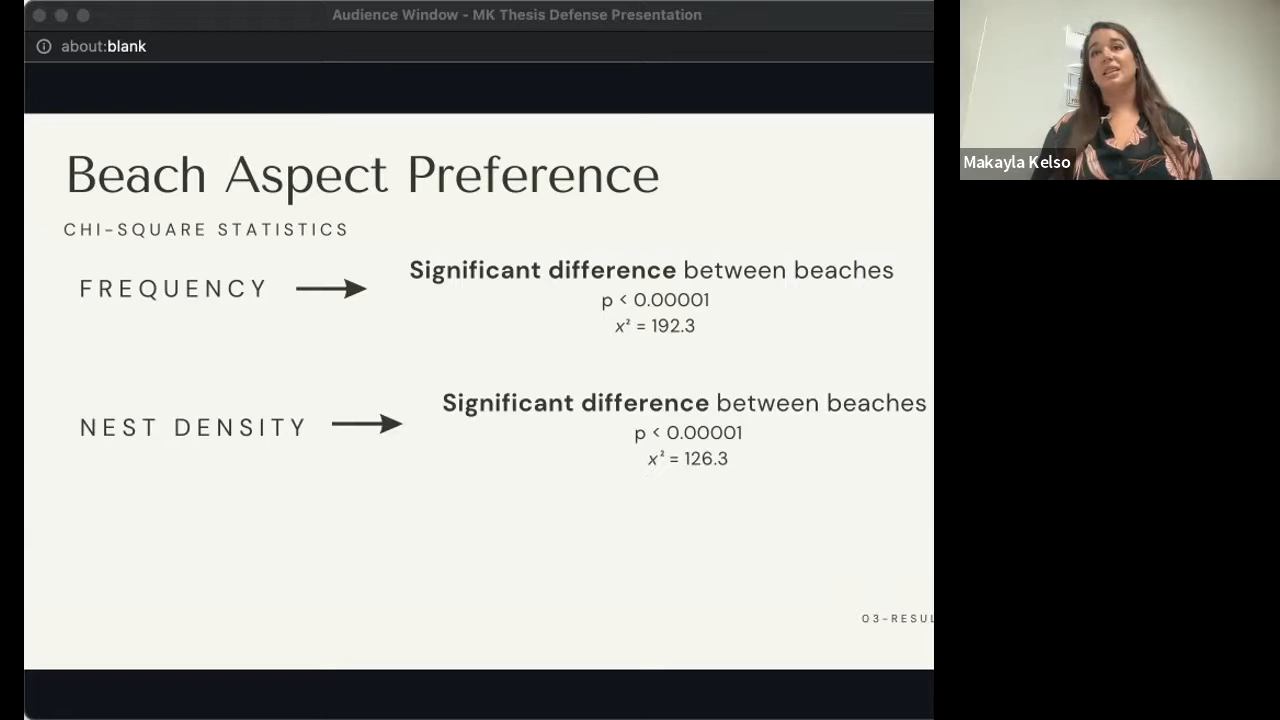 Audience Window - MK Thesis Defense Presentation
about:blank
Beach Aspect Preference
CHI-SQUARE STATISTICS
FREQUENCY
Significant difference between beaches
p < 0.00001
x² = 192.3
NEST DENSITY
Significant difference between beaches
p < 0.00001
x² = 126.3
03-RESUL
Makayla Kelso